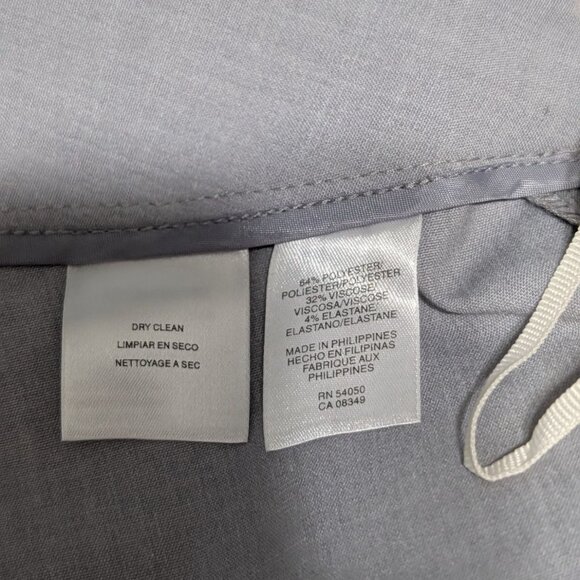 DRY CLEAN
LIMPIAR EN SECO
NETTOYAGE A SEC
64% POLYESTER/
POLIESTER/POLYESTER
32% VISCOSE/
VISCOSA/VISCOSE
4% ELASTANE/
ELASTANO/ELASTANE
MADE IN PHILIPPINES
HECHO EN FILIPINAS
FABRIQUE AUX
PHILIPPINES
RN 54050
CA 08349